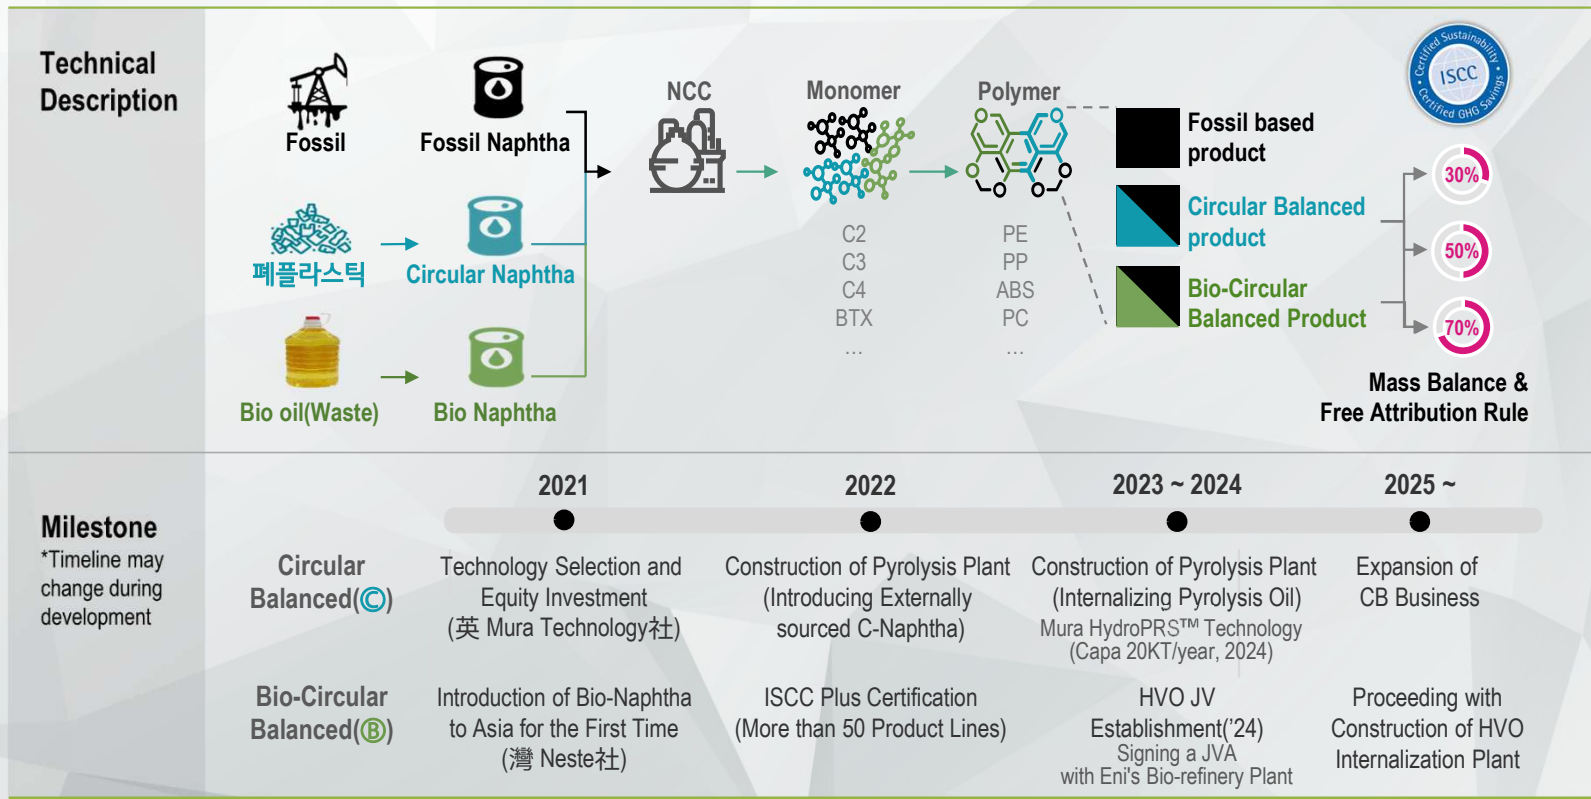 Technical
Description
Fossil
Fossil Naphtha
폐플라스틱
Circular Naphtha
Bio oil(Waste)
Bio Naphtha
NCC
Monomer
C2
C3
C4
BTX
...
Polymer
PE
PP
ABS
PC
...
Fossil based
product
Circular Balanced
product
Bio-Circular
Balanced Product
Certified Sustainability
ISCC
Certified GHG Savings
30%
50%
70%
Mass Balance &
Free Attribution Rule
Milestone
*Timeline may
change during
development
2021
2022
2023 ~ 2024
2025 ~
Circular
Balanced(Ⓒ)
Technology Selection and
Equity Investment
(英 Mura Technology社)
Construction of Pyrolysis Plant
(Introducing Externally
sourced C-Naphtha)
Construction of Pyrolysis Plant
(Internalizing Pyrolysis Oil)
Mura HydroPRS™ Technology
(Capa 20KT/year, 2024)
Expansion of
CB Business
Bio-Circular
Balanced(Ⓑ)
Introduction of Bio-Naphtha
to Asia for the First Time
(灣 Neste社)
ISCC Plus Certification
(More than 50 Product Lines)
HVO JV
Establishment('24)
Signing a JVA
with Eni's Bio-refinery Plant
Proceeding with
Construction of HVO
Internalization Plant